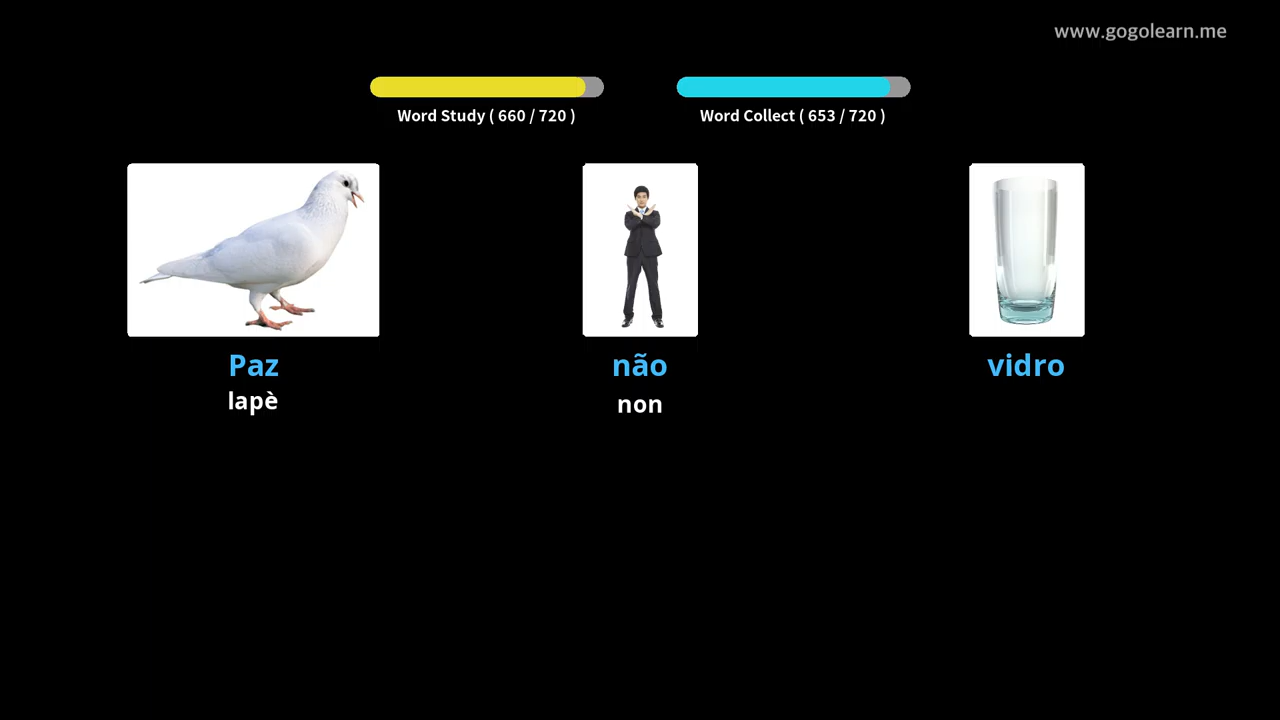 www.gogolearn.me
Word Study ( 660 / 720 )
Word Collect ( 653 / 720 )
Paz
não
vidro
lapè
non